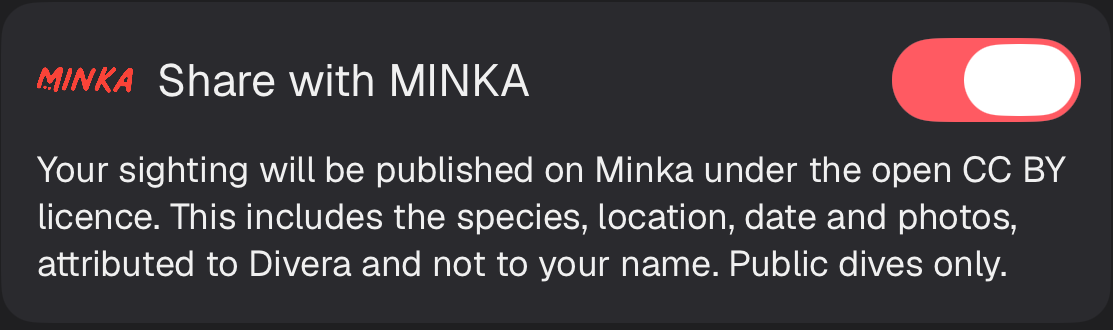 MINKA Share with MINKA
Your sighting will be published on Minka under the open CC BY
licence. This includes the species, location, date and photos,
attributed to Divera and not to your name. Public dives only.